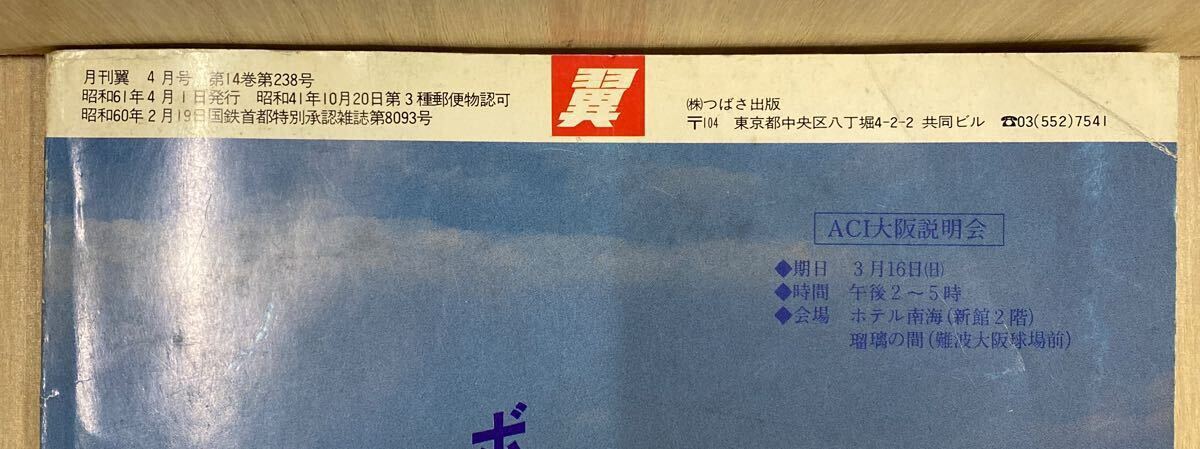 月刊翼 4月号 第14巻第238号
昭和61年4月1日発行 昭和41年10月20日第3種郵便物認可
昭和60年2月19日国鉄首都特別承認雑誌第8093号
翼
㈱つばさ出版
〒104 東京都中央区八丁堀4-2-2 共同ビル ☎03(552)7541
ACI大阪説明会
◆期日 3月16日㈰
◆時間 午後2〜5時
◆会場 ホテル南海(新館2階)
瑠璃の間(難波大阪球場前)
ボ